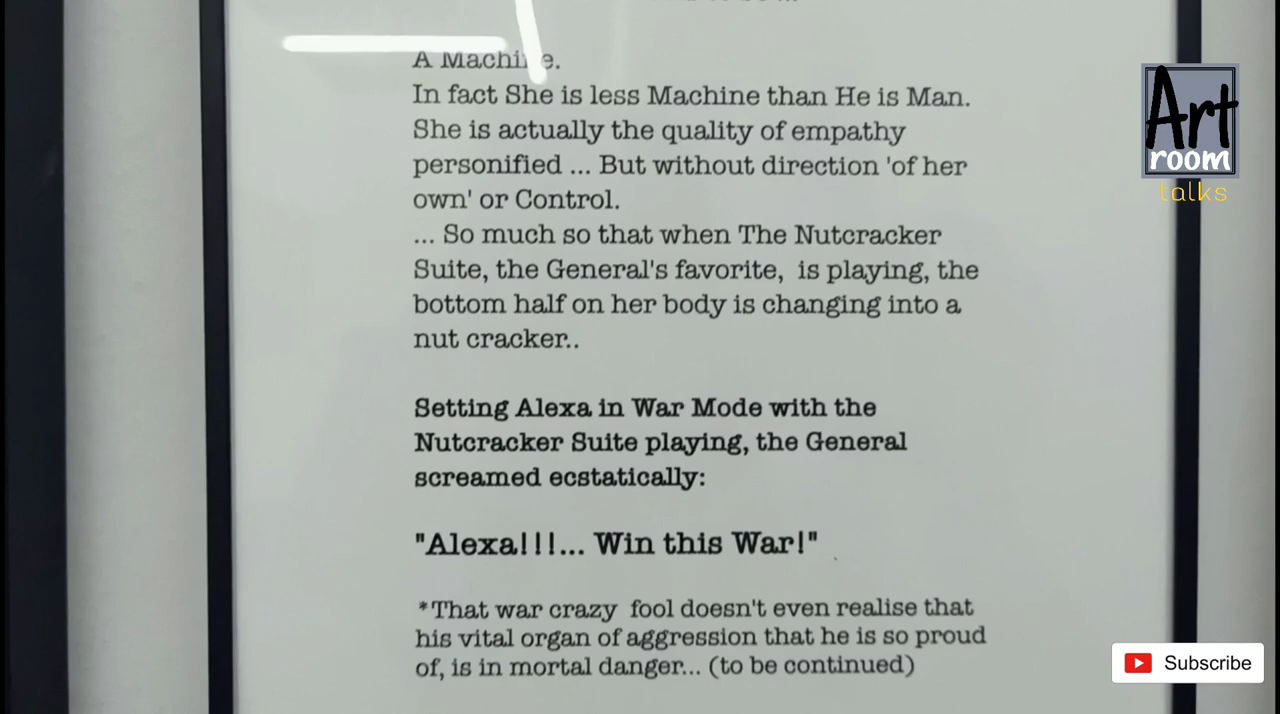 A Machine.
In fact She is less Machine than He is Man.
She is actually the quality of empathy
personified ... But without direction 'of her
own' or Control.
... So much so that when The Nutcracker
Suite, the General's favorite,  is playing, the
bottom half on her body is changing into a
nut cracker..
Setting Alexa in War Mode with the
Nutcracker Suite playing, the General
screamed ecstatically:
"Alexa!!!... Win this War!"
*That war crazy  fool doesn't even realise that
his vital organ of aggression that he is so proud
of, is in mortal danger... (to be continued)
Art
room
talks
Subscribe